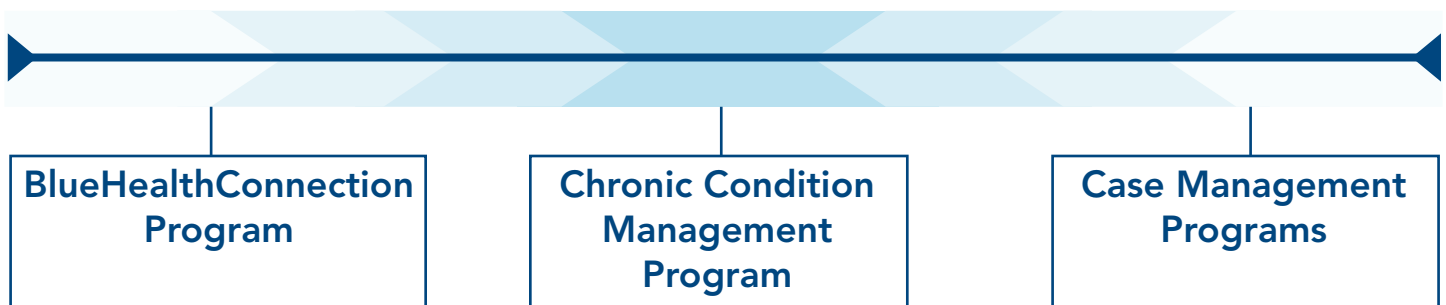 BlueHealthConnection
Program
Chronic Condition
Management
Program
Case Management
Programs